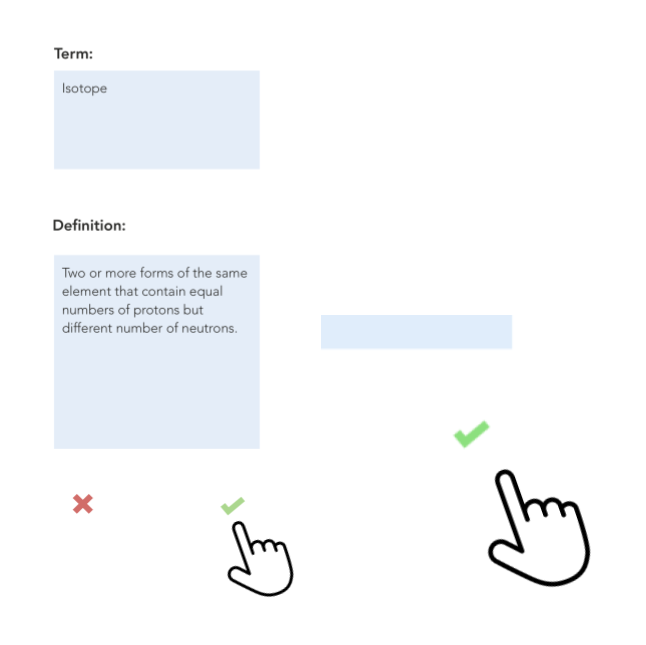 Term:
Isotope
Definition:
Two or more forms of the same
element that contain equal
numbers of protons but
different number of neutrons.